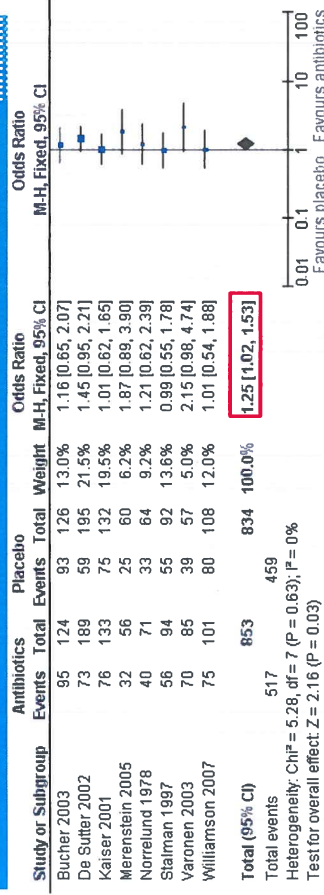 Antibiotics Placebo Odds Ratio Odds Ratio
Study or Subgroup Events Total Events Total Weight M-H, Fixed, 95% CI M-H, Fixed, 95% CI
Bucher 2003 95 124 93 126 13.0% 1.16 [0.65, 2.07]
De Sutter 2002 73 189 59 195 21.5% 1.45 [0.95, 2.21]
Kaiser 2001 76 133 75 132 19.5% 1.01 [0.62, 1.65]
Merenstein 2005 32 56 25 60 6.2% 1.87 [0.89, 3.90]
Norrelund 1978 40 71 33 64 9.2% 1.21 [0.62, 2.39]
Stalman 1997 56 94 55 92 13.6% 0.99 [0.55, 1.78]
Varonen 2003 70 85 39 57 5.0% 2.15 [0.98, 4.74]
Williamson 2007 75 101 80 108 12.0% 1.01 [0.54, 1.88]
Total (95% CI) 853 834 100.0% 1.25 [1.02, 1.53]
Total events 517 459
Heterogeneity: Chi² = 5.28, df = 7 (P = 0.63); I² = 0%
Test for overall effect: Z = 2.16 (P = 0.03)
0.01 0.1 1 10 100
Favours placebo Favours antibiotics